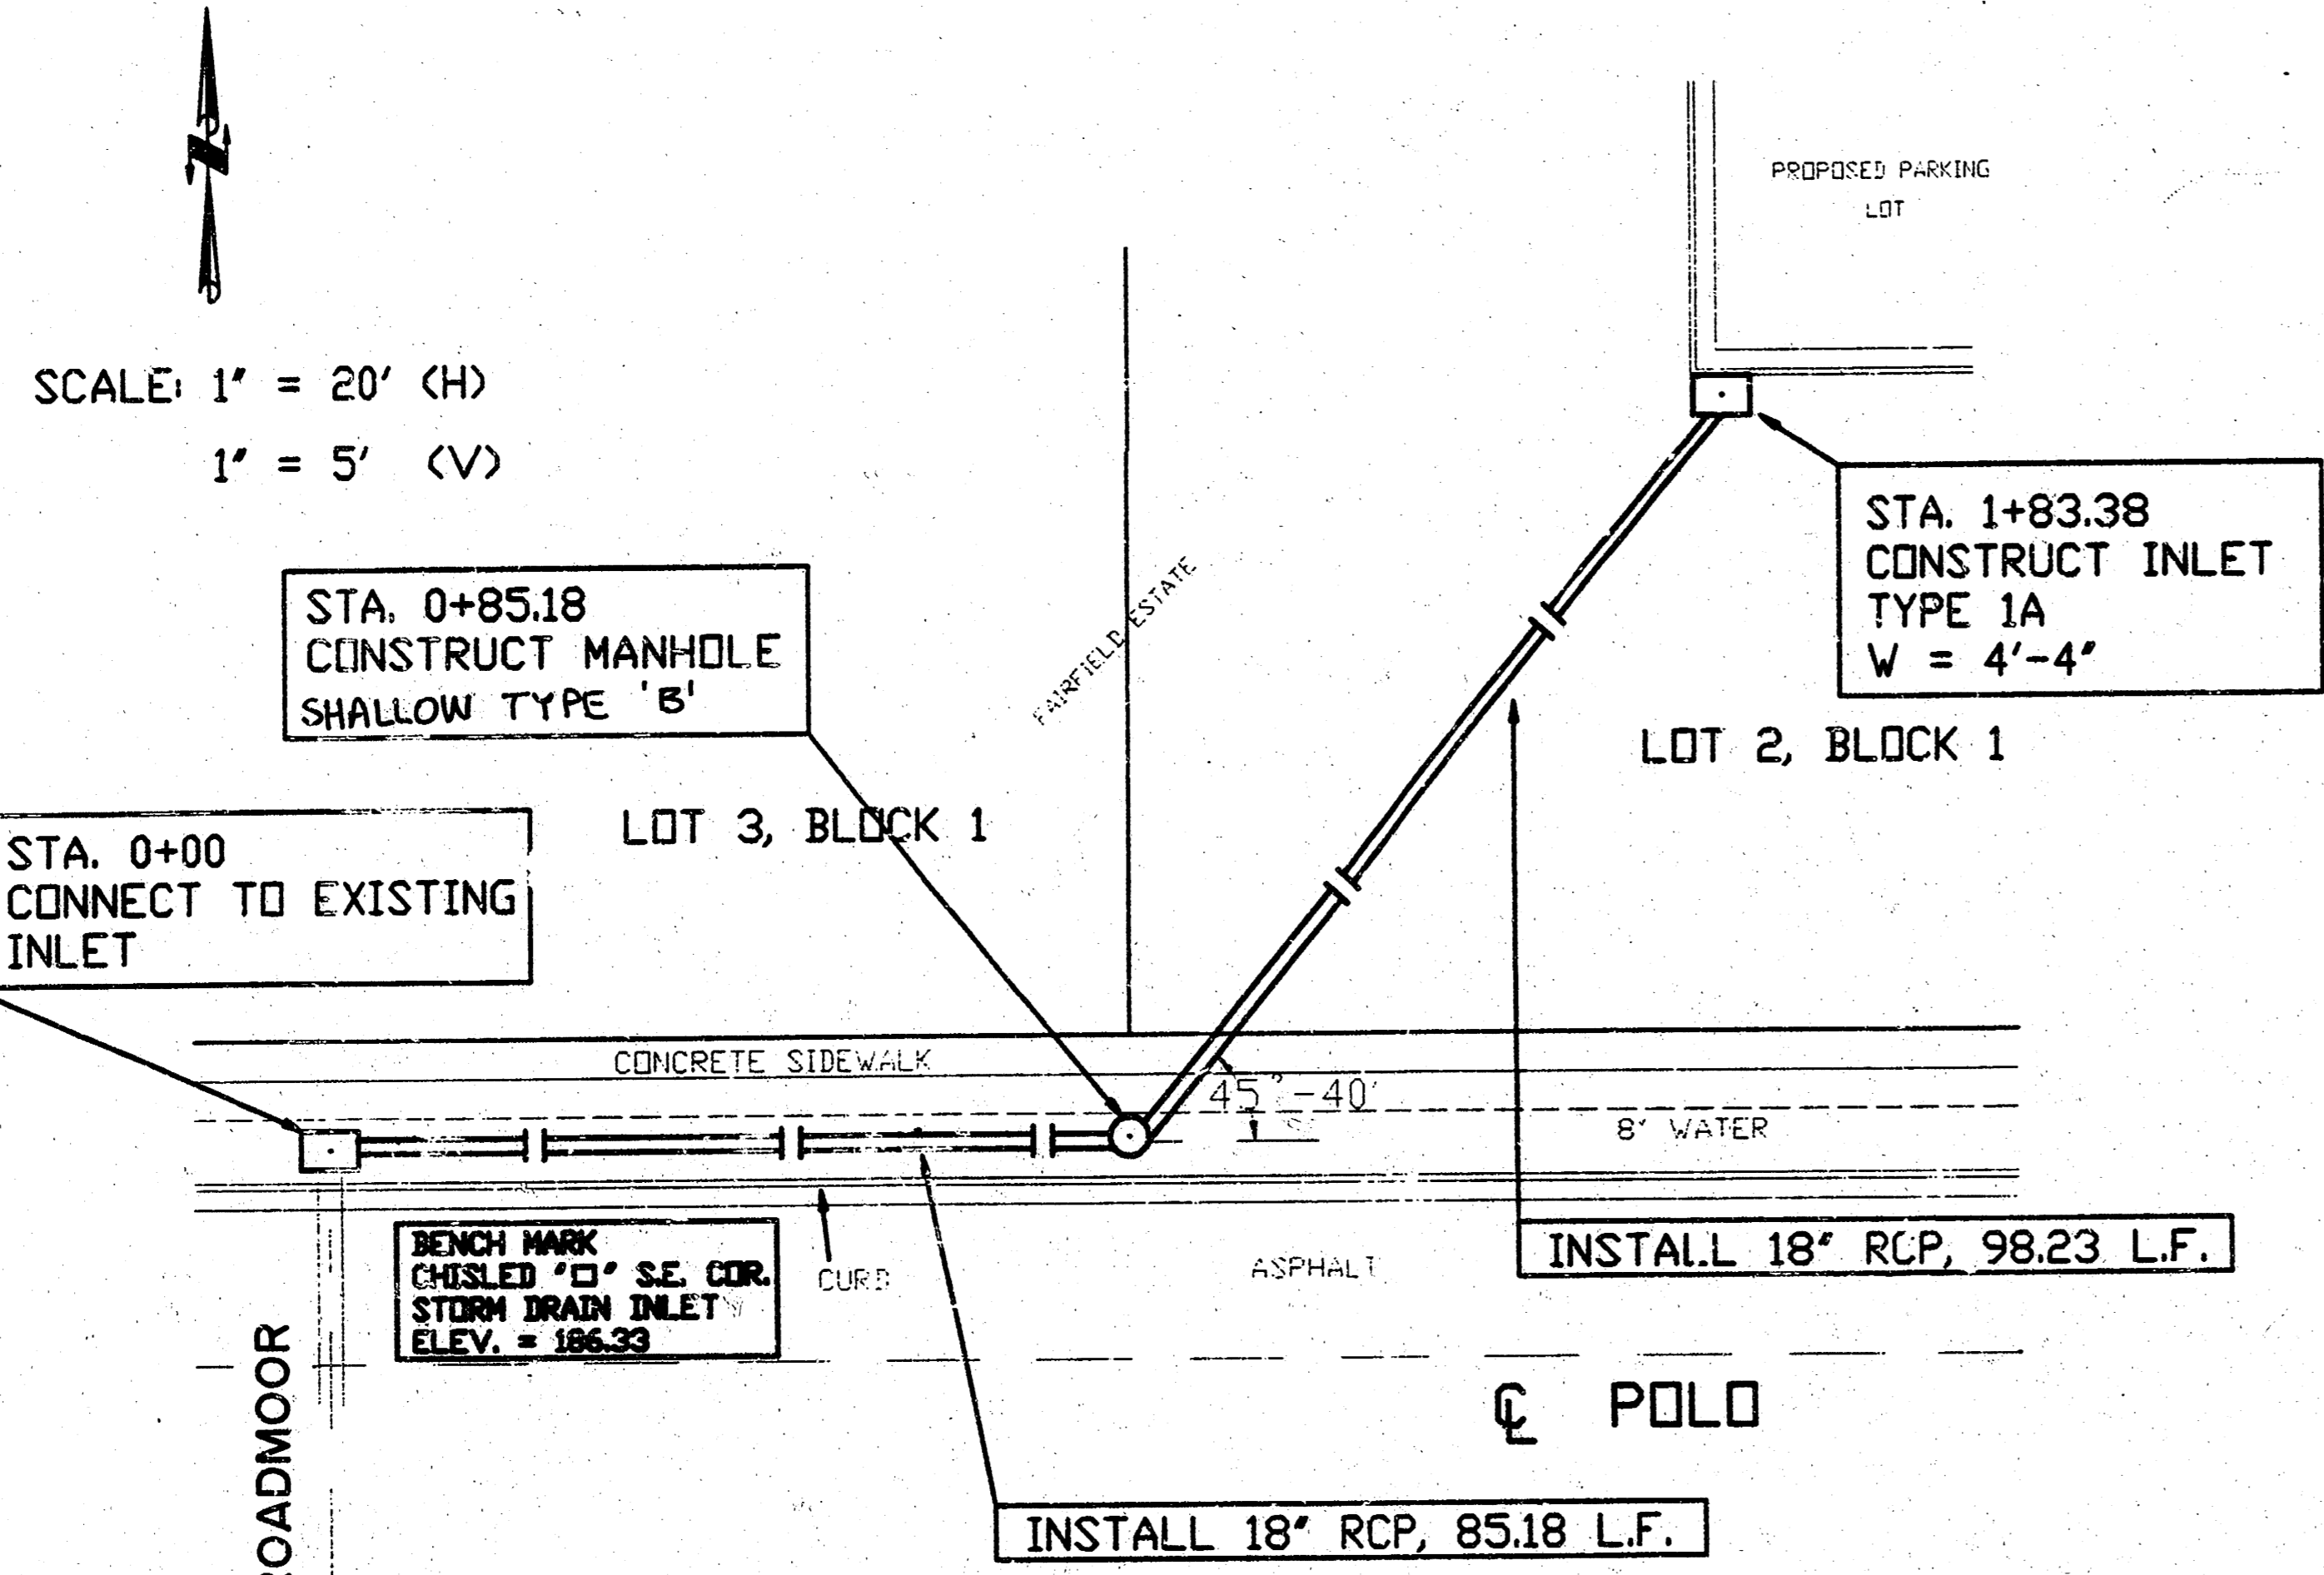 N
PROPOSED PARKING
LOT
SCALE: 1" = 20' (H)
1" = 5' (V)
STA. 1+83.38
CONSTRUCT INLET
TYPE 1A
W = 4'-4"
STA. 0+85.18
CONSTRUCT MANHOLE
SHALLOW TYPE 'B'
FAIRFIELD ESTATE
LOT 2, BLOCK 1
LOT 3, BLOCK 1
STA. 0+00
CONNECT TO EXISTING
INLET
CONCRETE SIDEWALK
45°-40'
8" WATER
BENCH MARK
CHISLED "□" S.E. COR.
STORM DRAIN INLET
ELEV. = 186.33
CURB
ASPHALT
INSTALL 18" RCP, 98.23 L.F.
ROADMOOR
℄ POLO
INSTALL 18" RCP, 85.18 L.F.